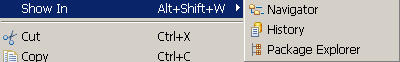 Show In Alt+Shift+W
Cut Ctrl+X
Copy Ctrl+C
Navigator
History
Package Explorer